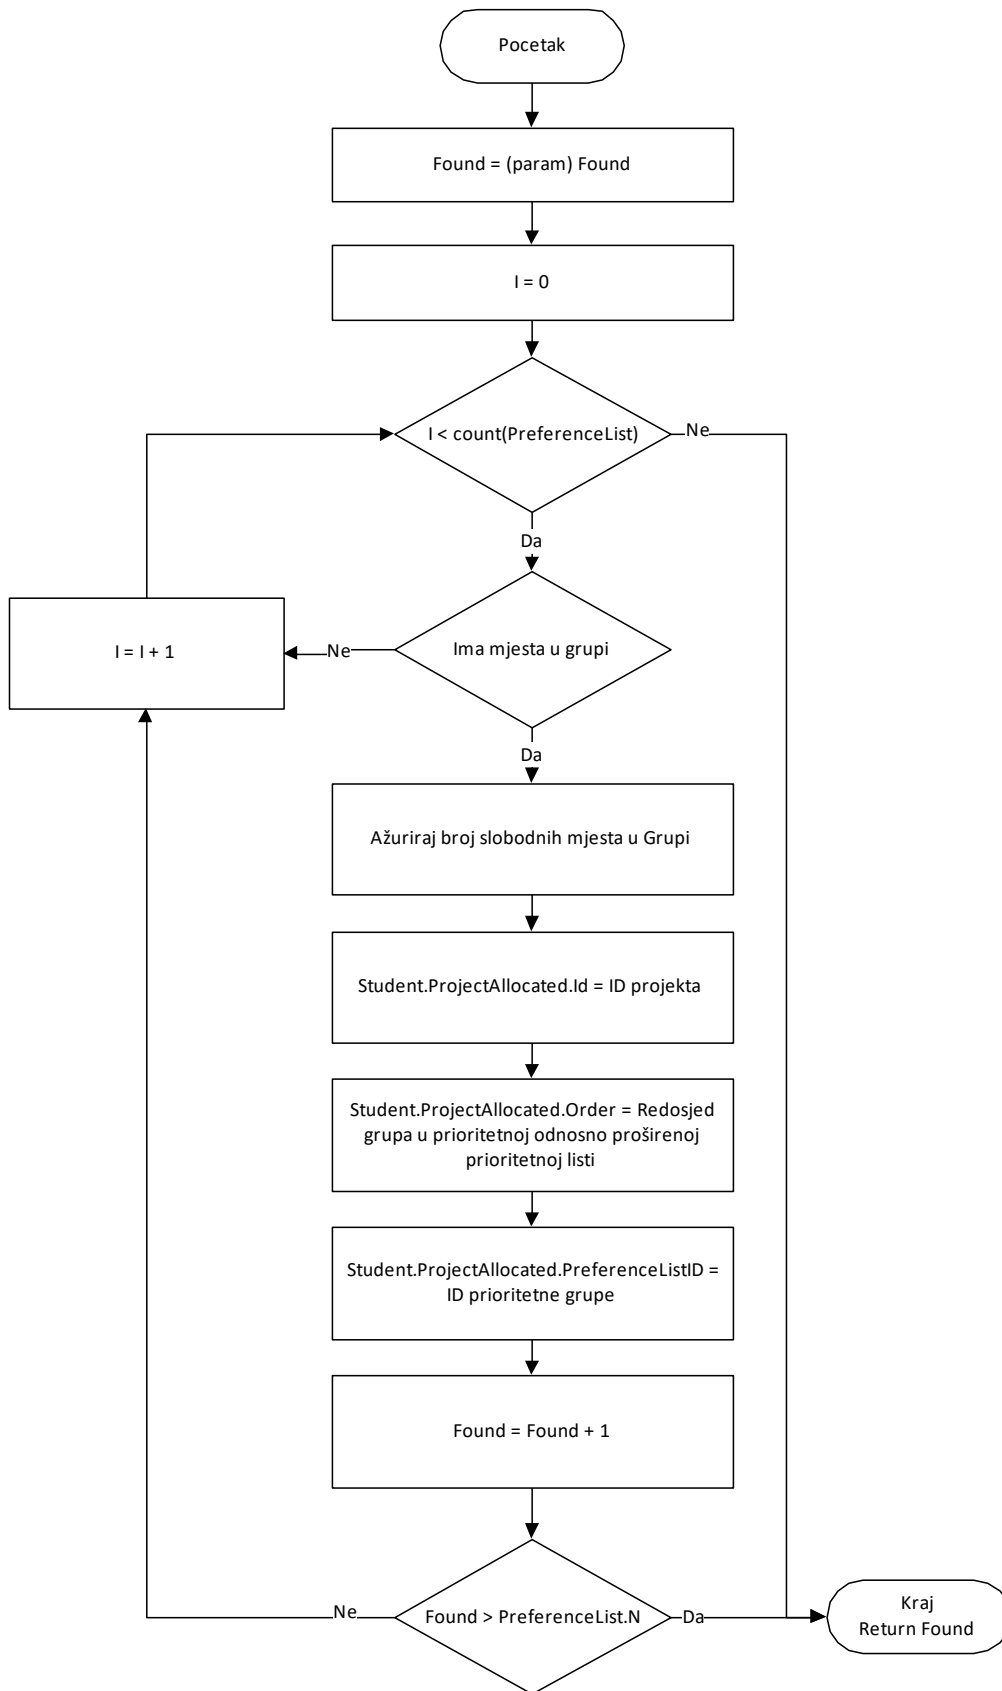 Pocetak
Found = (param) Found
I = 0
I < count(PreferenceList)
Ne
Da
I = I + 1
Ne
Ima mjesta u grupi
Da
Ažuriraj broj slobodnih mjesta u Grupi
Student.ProjectAllocated.Id = ID projekta
Student.ProjectAllocated.Order = Redosjed
grupa u prioritetnoj odnosno proširenoj
prioritetnoj listi
Student.ProjectAllocated.PreferenceListID =
ID prioritetne grupe
Found = Found + 1
Ne
Found > PreferenceList.N
Da
Kraj
Return Found